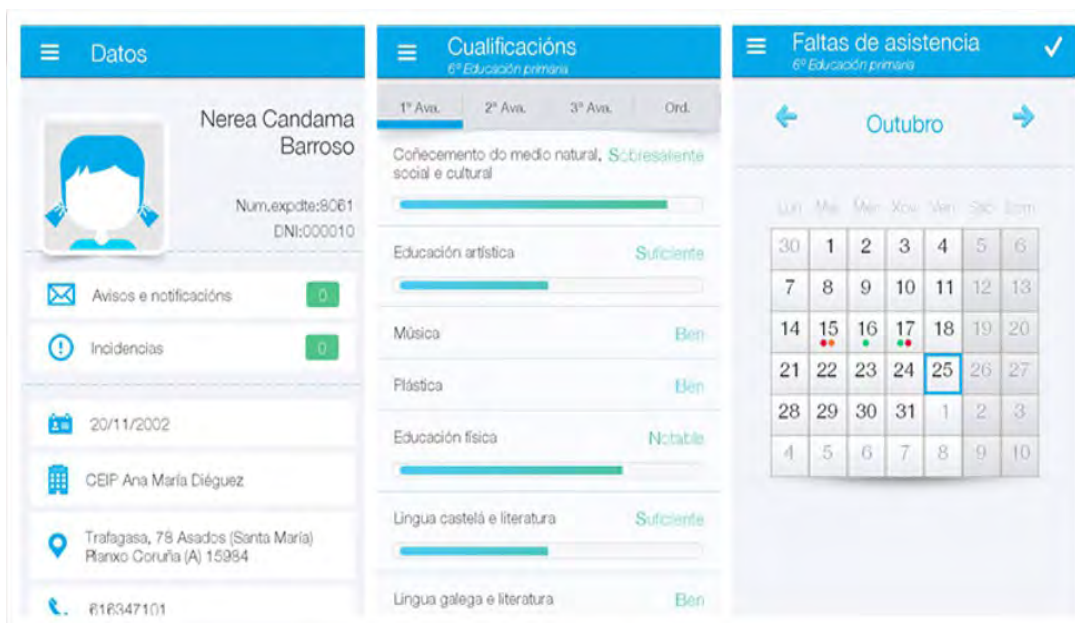 Datos
Nerea Candama
Barroso
Num.expdte:8061
DNI:000010
Avisos e notificacións
0
Incidencias
0
20/11/2002
CEIP Ana María Diéguez
Trafagasa, 78 Asados (Santa María)
Rianxo Coruña (A) 15984
616347101
Cualificacións
6º Educación primaria
1ª Ava. 2ª Ava. 3ª Ava. Ord.
Coñecemento do medio natural, Sobresaliente
social e cultural
Educación artística Suficiente
Música Ben
Plástica Ben
Educación física Notable
Lingua castelá e literatura Suficiente
Lingua galega e literatura Ben
Faltas de asistencia
6º Educación primaria
Outubro
Lun Mar Mér Xov Ven Sáb Dom
30 1 2 3 4 5 6
7 8 9 10 11 12 13
14 15 16 17 18 19 20
21 22 23 24 25 26 27
28 29 30 31 1 2 3
4 5 6 7 8 9 10